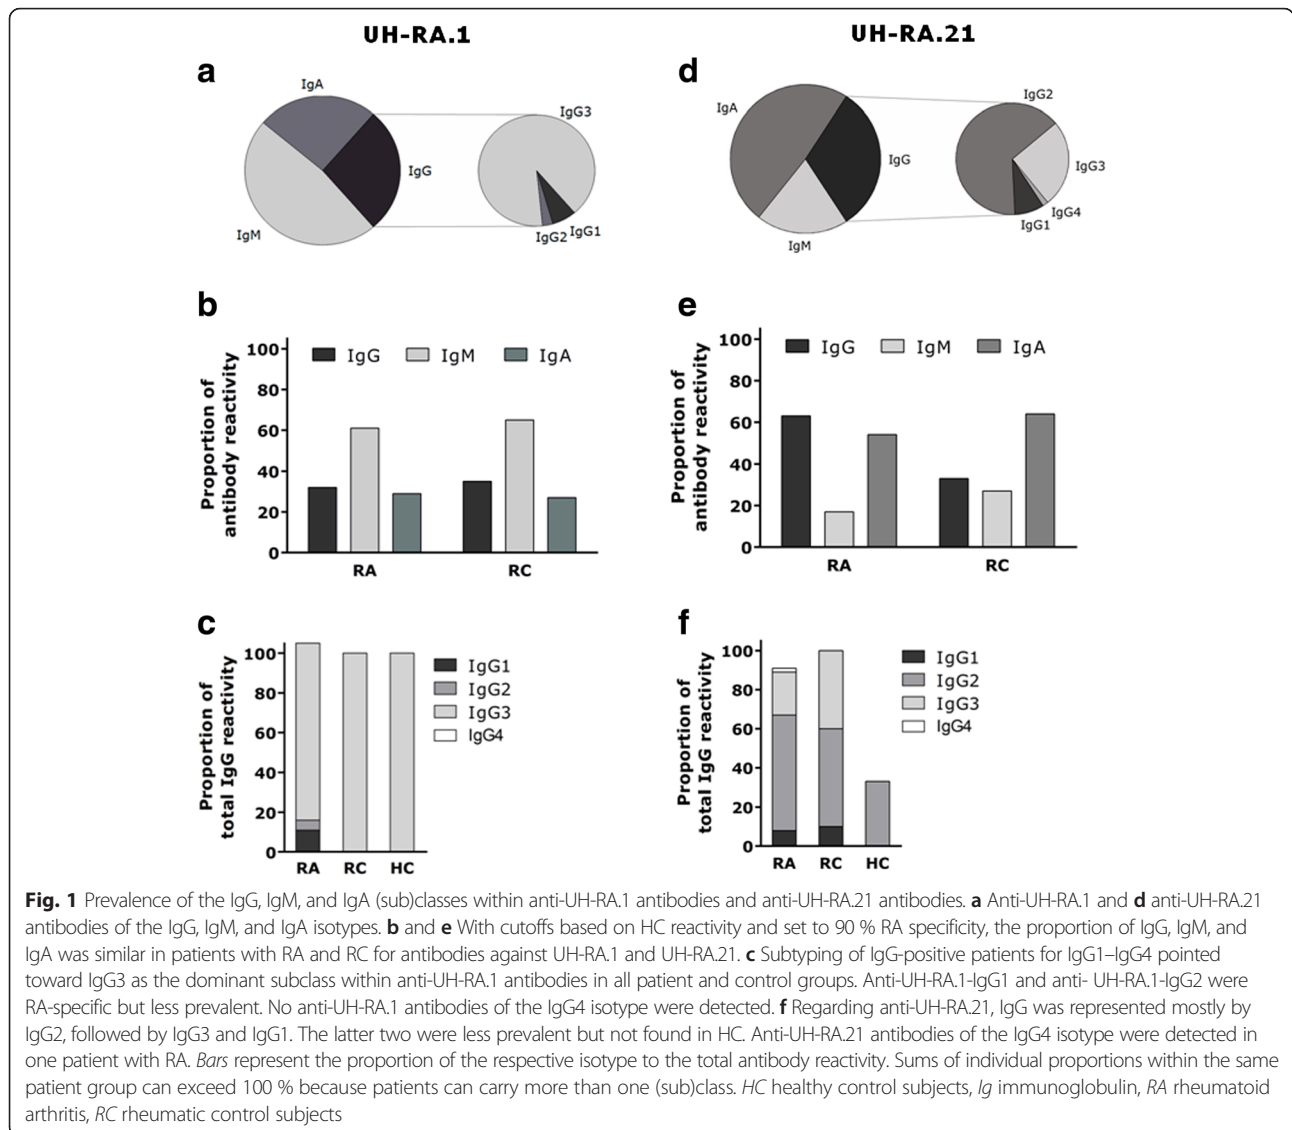 UH-RA.1
UH-RA.21
a
IgA
IgG
IgM
IgG3
IgG2
IgG1
d
IgA
IgG
IgM
IgG2
IgG3
IgG4
IgG1
b
Proportion of
antibody reactivity
100
80
60
40
20
0
IgG IgM IgA
RA RC
e
Proportion of
antibody reactivity
100
80
60
40
20
0
IgG IgM IgA
RA RC
c
Proportion of
total IgG reactivity
100
80
60
40
20
0
RA RC HC
IgG1
IgG2
IgG3
IgG4
f
Proportion of
total IgG reactivity
100
80
60
40
20
0
RA RC HC
IgG1
IgG2
IgG3
IgG4
Fig. 1 Prevalence of the IgG, IgM, and IgA (sub)classes within anti-UH-RA.1 antibodies and anti-UH-RA.21 antibodies. a Anti-UH-RA.1 and d anti-UH-RA.21
antibodies of the IgG, IgM, and IgA isotypes. b and e With cutoffs based on HC reactivity and set to 90 % RA specificity, the proportion of IgG, IgM, and
IgA was similar in patients with RA and RC for antibodies against UH-RA.1 and UH-RA.21. c Subtyping of IgG-positive patients for IgG1–IgG4 pointed
toward IgG3 as the dominant subclass within anti-UH-RA.1 antibodies in all patient and control groups. Anti-UH-RA.1-IgG1 and anti- UH-RA.1-IgG2 were
RA-specific but less prevalent. No anti-UH-RA.1 antibodies of the IgG4 isotype were detected. f Regarding anti-UH-RA.21, IgG was represented mostly by
IgG2, followed by IgG3 and IgG1. The latter two were less prevalent but not found in HC. Anti-UH-RA.21 antibodies of the IgG4 isotype were detected in
one patient with RA. Bars represent the proportion of the respective isotype to the total antibody reactivity. Sums of individual proportions within the same
patient group can exceed 100 % because patients can carry more than one (sub)class. HC healthy control subjects, Ig immunoglobulin, RA rheumatoid
arthritis, RC rheumatic control subjects